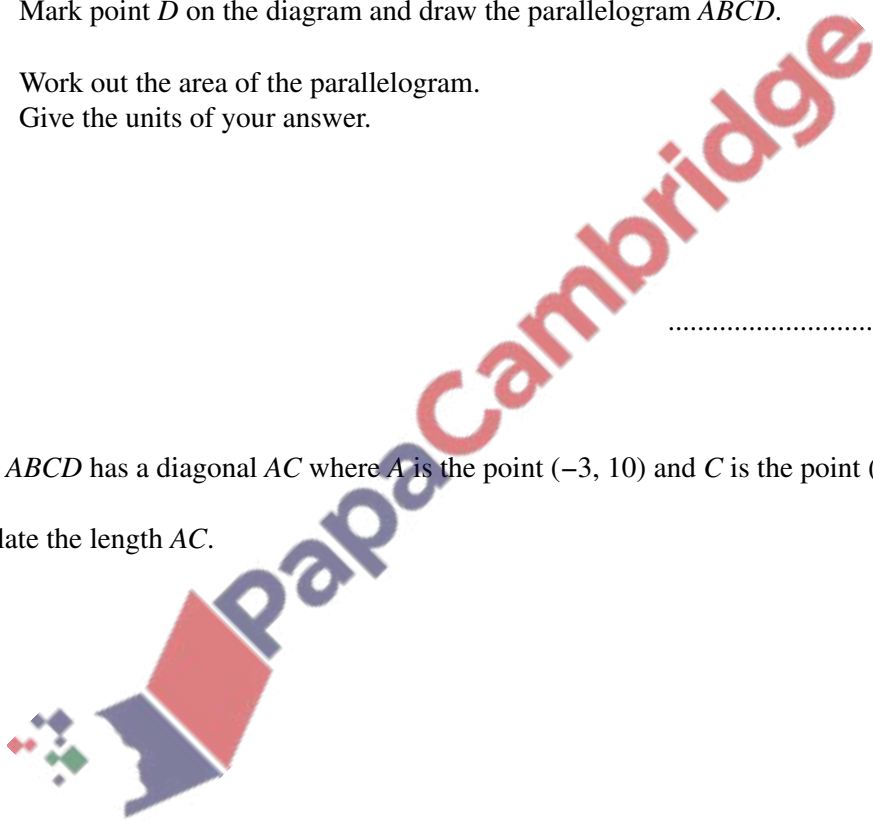 Mark point D on the diagram and draw the parallelogram ABCD.
Work out the area of the parallelogram.
Give the units of your answer.
................................
ABCD has a diagonal AC where A is the point (−3, 10) and C is the point (
late the length AC.
PapaCambridge